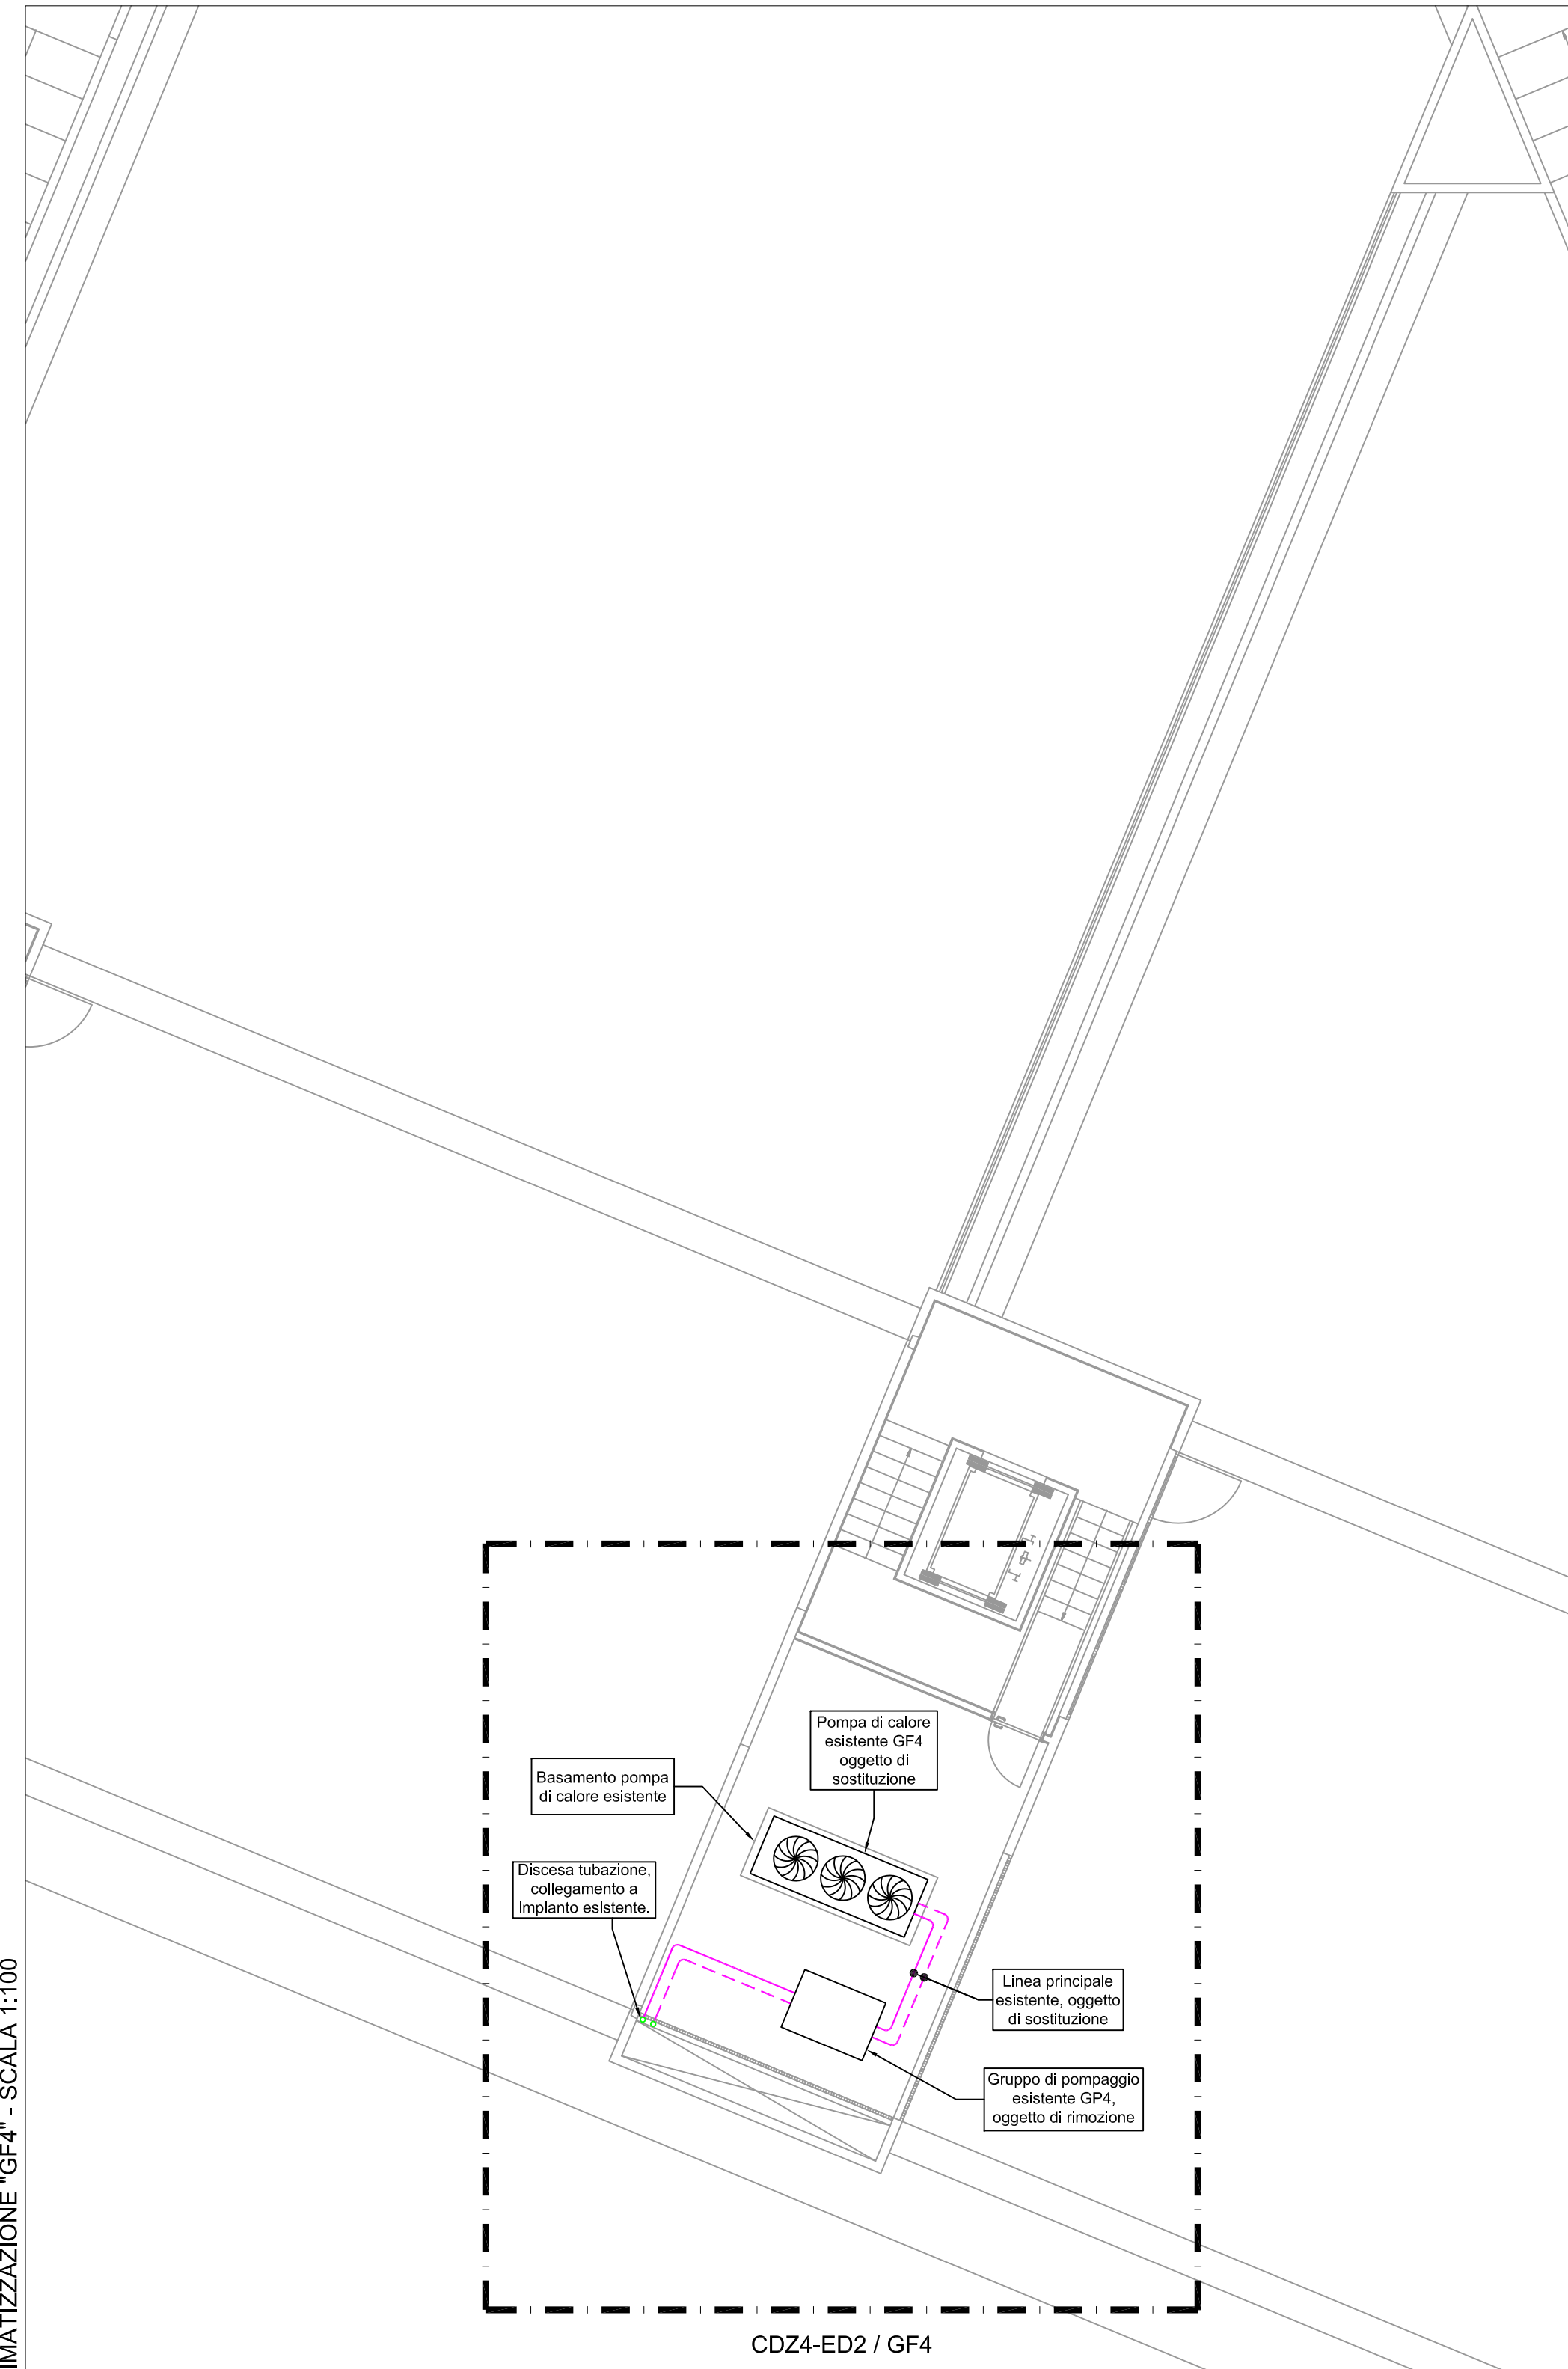 Pompa di calore
esistente GF4
oggetto di
sostituzione
Basamento pompa
di calore esistente
Discesa tubazione,
collegamento a
impianto esistente.
Linea principale
esistente, oggetto
di sostituzione
Gruppo di pompaggio
esistente GP4,
oggetto di rimozione
CDZ4-ED2 / GF4
IMATIZZAZIONE "GF4" - SCALA 1:100